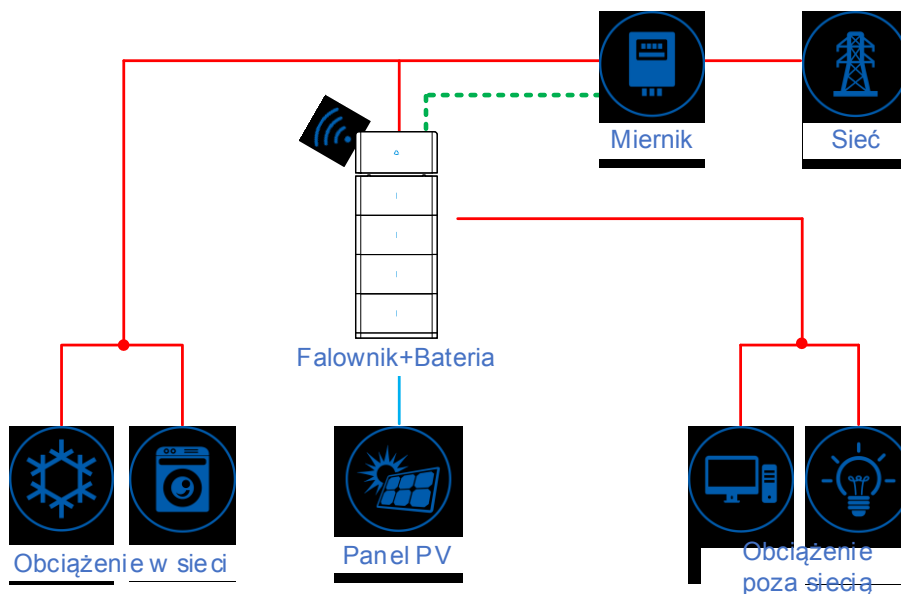 Miernik
Sieć
Falownik+Bateria
Obciążenie w sieci
Panel PV
Obciążenie
poza siecią